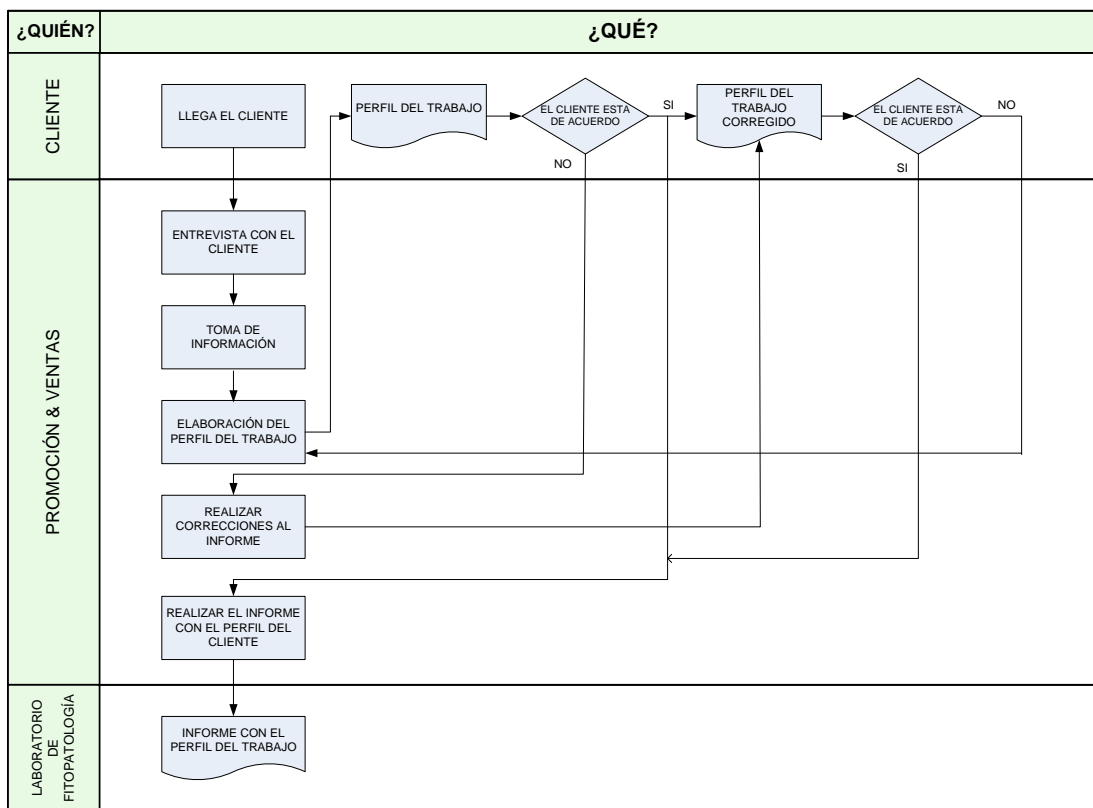 ¿QUIÉN?
¿QUÉ?
CLIENTE
LLEGA EL CLIENTE
PERFIL DEL TRABAJO
EL CLIENTE ESTA
DE ACUERDO
SI
NO
PERFIL DEL
TRABAJO
CORREGIDO
EL CLIENTE ESTA
DE ACUERDO
NO
SI
PROMOCIÓN & VENTAS
ENTREVISTA CON EL
CLIENTE
TOMA DE
INFORMACIÓN
ELABORACIÓN DEL
PERFIL DEL TRABAJO
REALIZAR
CORRECCIONES AL
INFORME
REALIZAR EL INFORME
CON EL PERFIL DEL
CLIENTE
LABORATORIO
DE
FITOPATOLOGÍA
INFORME CON EL
PERFIL DEL TRABAJO